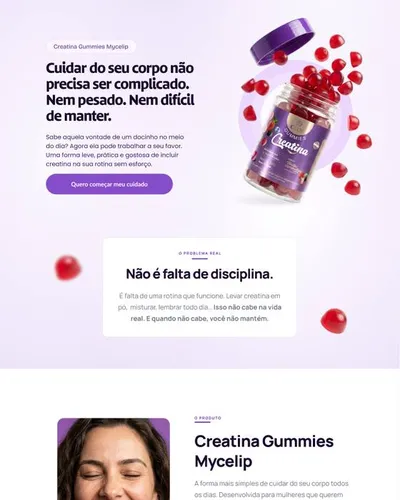 Creatina Gummies Mycelip
Cuidar do seu corpo não
precisa ser complicado.
Nem pesado. Nem difícil
de manter.
Sabe aquela vontade de um docinho no meio
do dia? Agora ela pode trabalhar a seu favor.
Uma forma leve, prática e gostosa de incluir
creatina na sua rotina sem esforço.
Quero começar meu cuidado
Creatina
O PROBLEMA REAL
Não é falta de disciplina.
É falta de uma rotina que funcione. Levar creatina em
pó, misturar, lembrar todo dia... isso não cabe na vida
real. E quando não cabe, você não mantém.
O PRODUTO
Creatina Gummies
Mycelip
A forma mais simples de cuidar do seu corpo todos
os dias. Desenvolvida para mulheres que querem